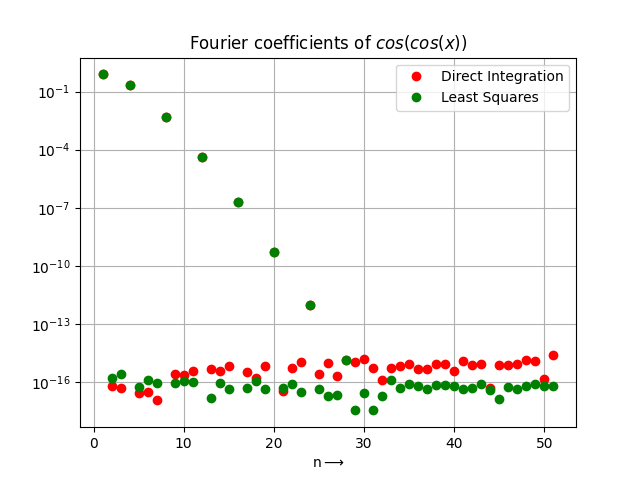 Fourier coefficients of cos(cos(x))
Direct Integration
Least Squares
10⁻¹
10⁻⁴
10⁻⁷
10⁻¹⁰
10⁻¹³
10⁻¹⁶
0 10 20 30 40 50
n⟶